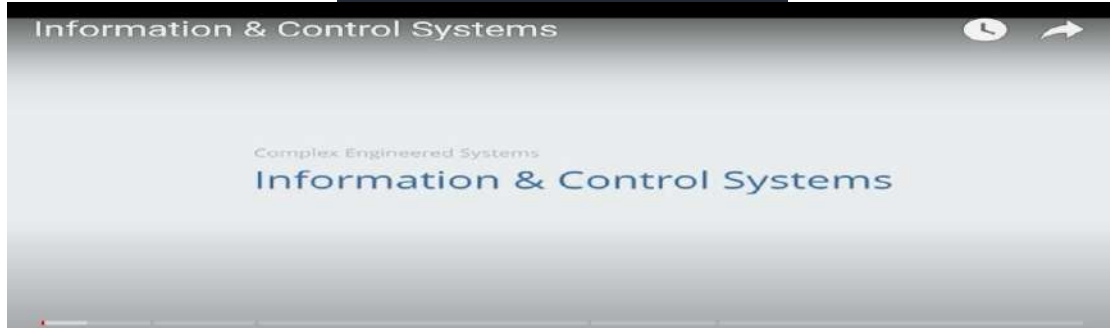 Information & Control Systems
Complex Engineered Systems
Information & Control Systems